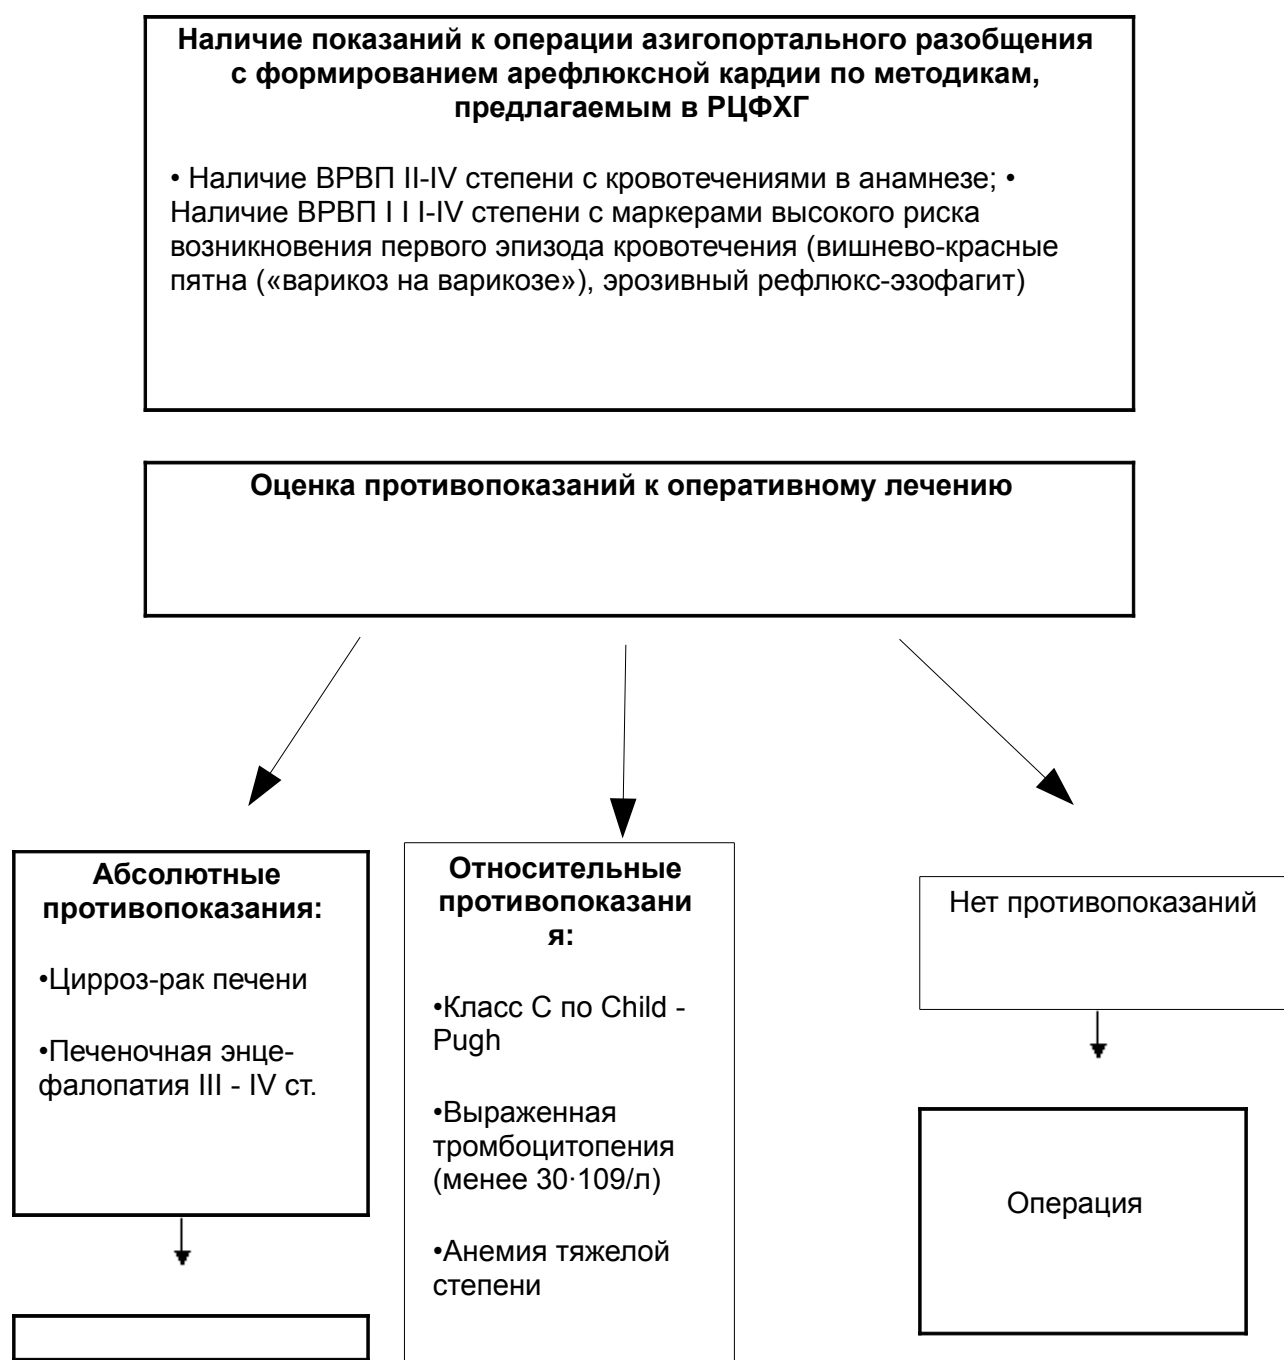 Наличие показаний к операции азигопортального разобщения
с формированием арефлюксной кардии по методикам,
предлагаемым в РЦФХГ
• Наличие ВРВП II-IV степени с кровотечениями в анамнезе; •
Наличие ВРВП I I I-IV степени с маркерами высокого риска
возникновения первого эпизода кровотечения (вишнево-красные
пятна («варикоз на варикозе»), эрозивный рефлюкс-эзофагит)
Оценка противопоказаний к оперативному лечению
Абсолютные
противопоказания:
•Цирроз-рак печени
•Печеночная энце-
фалопатия III - IV ст.
Относительные
противопоказани
я:
•Класс С по Child -
Pugh
•Выраженная
тромбоцитопения
(менее 30·109/л)
•Анемия тяжелой
степени
Нет противопоказаний
Операция